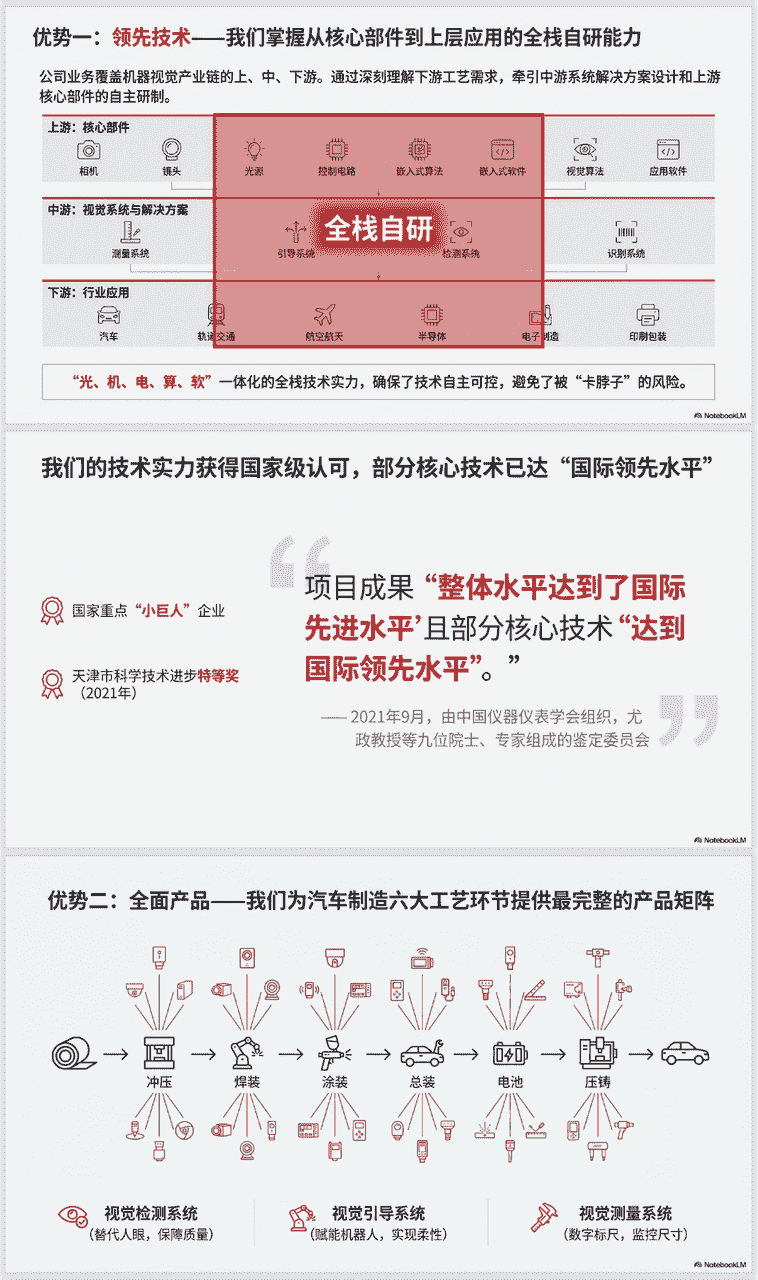 优势一：领先技术——我们掌握从核心部件到上层应用的全栈自研能力
公司业务覆盖机器视觉产业链的上、中、下游。通过深刻理解下游工艺需求，牵引中游系统解决方案设计和上游
核心部件的自主研制。
上游：核心部件
相机 镜头 光源 控制电路 嵌入式算法 嵌入式软件 视觉算法 应用软件
中游：视觉系统与解决方案
全栈自研
测量系统 引导系统 检测系统 识别系统
下游：行业应用
汽车 轨道交通 航空航天 半导体 电子制造 印刷包装
“光、机、电、算、软”一体化的全栈技术实力，确保了技术自主可控，避免了被“卡脖子”的风险。
NotebookLM
我们的技术实力获得国家级认可，部分核心技术已达“国际领先水平”
国家重点“小巨人”企业
天津市科学技术进步特等奖
（2021年）
“
项目成果“整体水平达到了国际
先进水平’且部分核心技术“达到
国际领先水平”。”
—— 2021年9月，由中国仪器仪表学会组织，尤
政教授等九位院士、专家组成的鉴定委员会
”
NotebookLM
优势二：全面产品——我们为汽车制造六大工艺环节提供最完整的产品矩阵
冲压 焊装 涂装 总装 电池 压铸
视觉检测系统 视觉引导系统 视觉测量系统
（替代人眼，保障质量） （赋能机器人，实现柔性） （数字标尺，监控尺寸）
NotebookLM